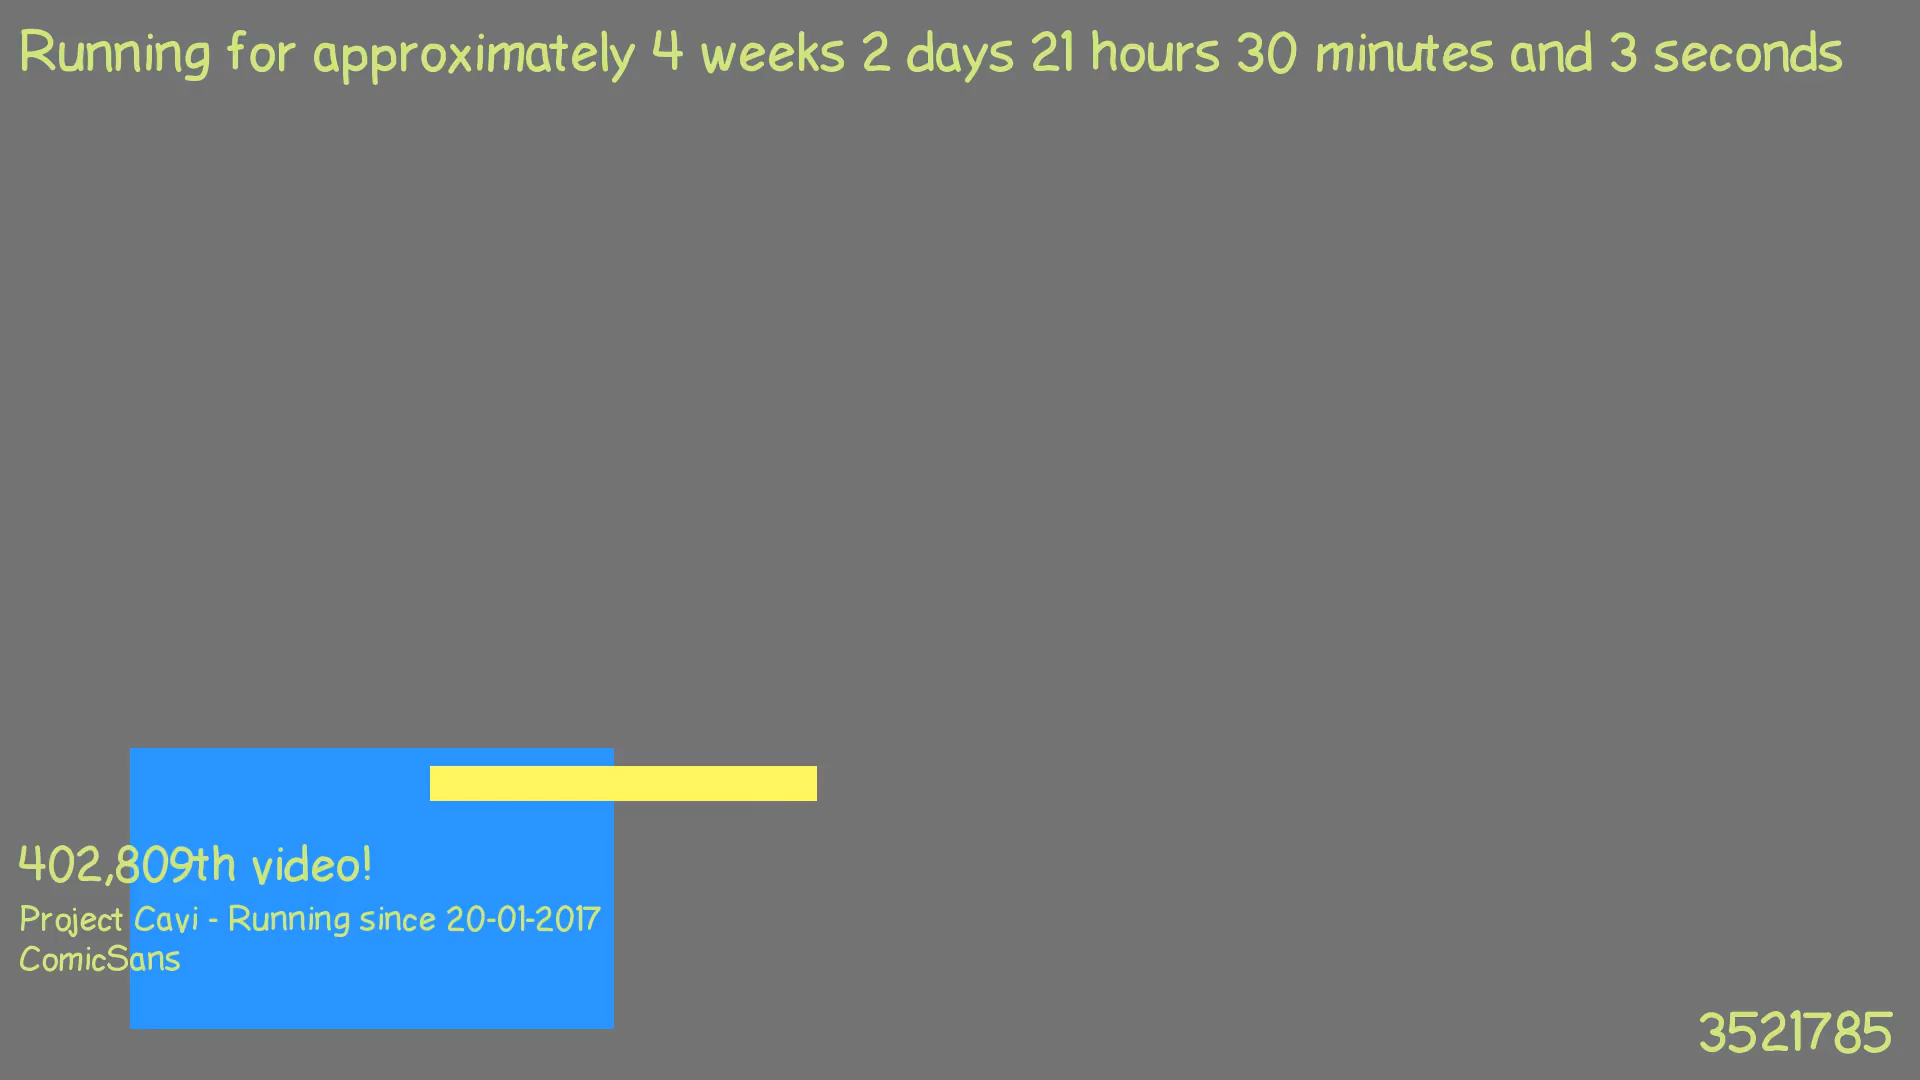 Running for approximately 4 weeks 2 days 21 hours 30 minutes and 3 seconds
402,809th video!
Project Cavi - Running since 20-01-2017
ComicSans
3521785